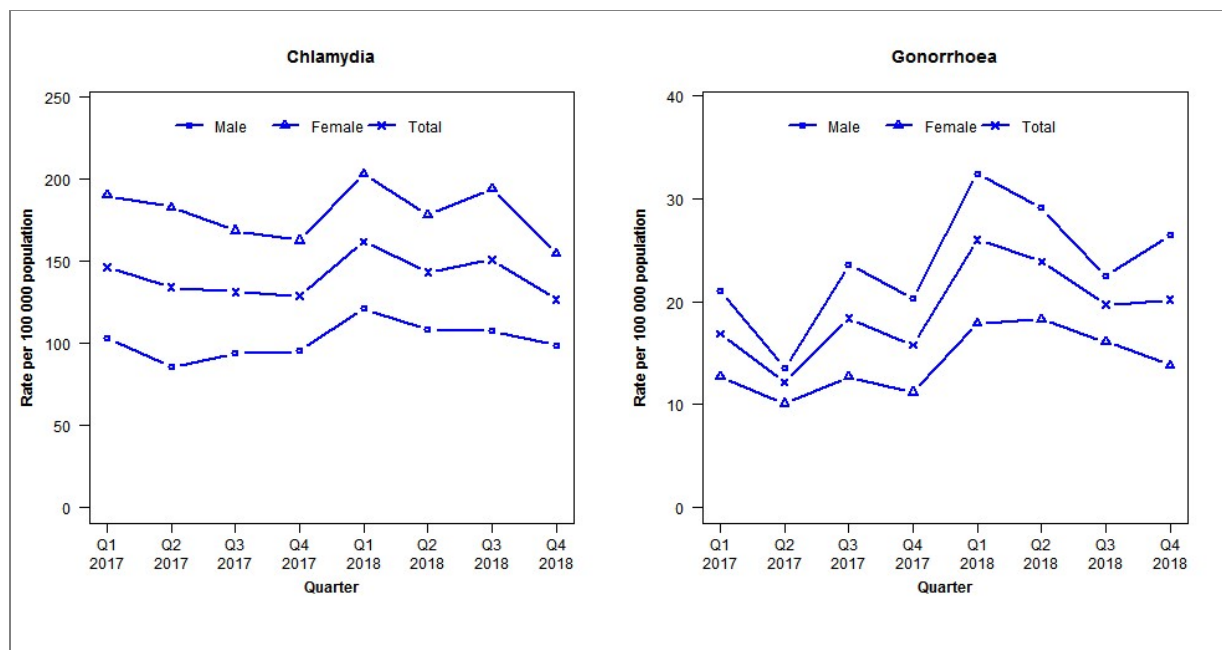 Chlamydia
250
200
150
100
50
0
Rate per 100 000 population
Male Female Total
Q1 Q2 Q3 Q4 Q1 Q2 Q3 Q4
2017 2017 2017 2017 2018 2018 2018 2018
Quarter
Gonorrhoea
40
30
20
10
0
Rate per 100 000 population
Male Female Total
Q1 Q2 Q3 Q4 Q1 Q2 Q3 Q4
2017 2017 2017 2017 2018 2018 2018 2018
Quarter